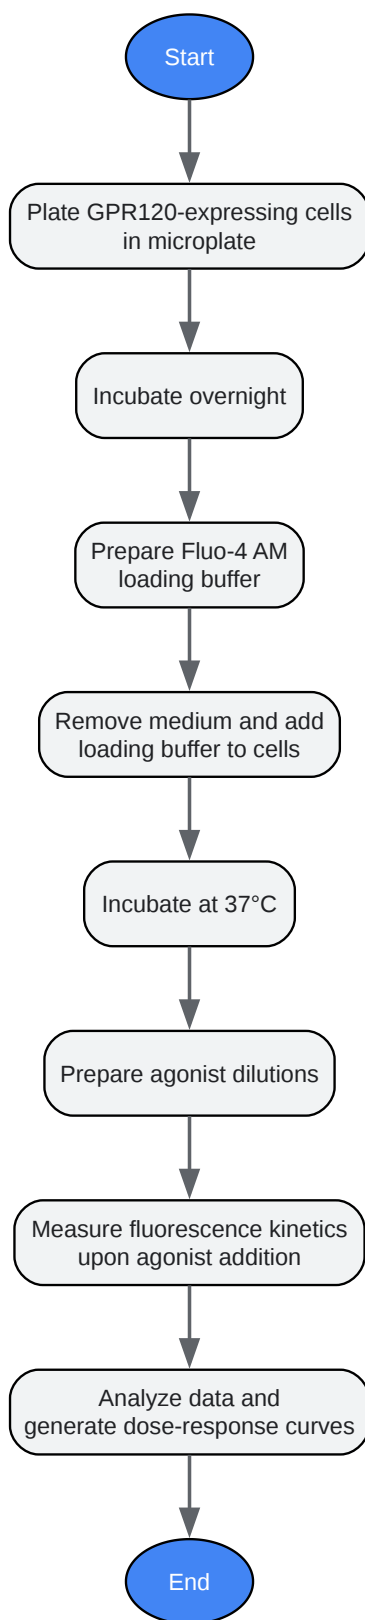 Start
Plate GPR120-expressing cells
in microplate
Incubate overnight
Prepare Fluo-4 AM
loading buffer
Remove medium and add
loading buffer to cells
Incubate at 37°C
Prepare agonist dilutions
Measure fluorescence kinetics
upon agonist addition
Analyze data and
generate dose-response curves
End